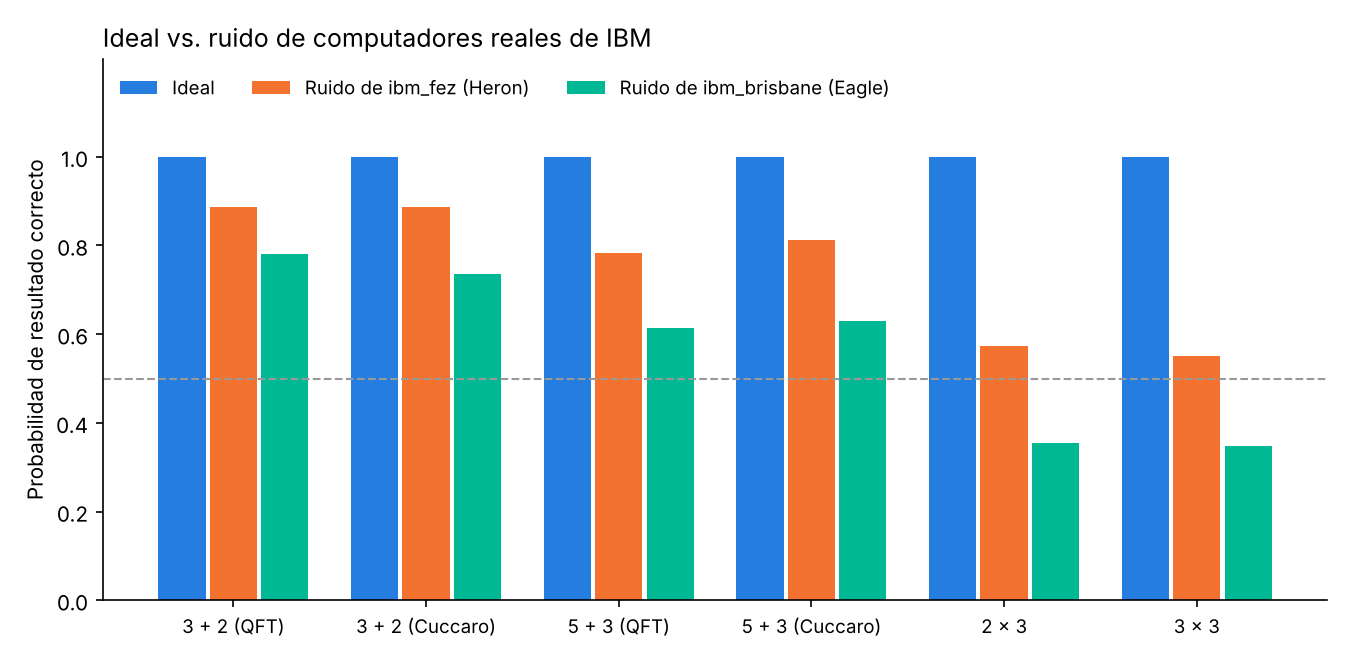 Ideal vs. ruido de computadores reales de IBM
Ideal
Ruido de ibm_fez (Heron)
Ruido de ibm_brisbane (Eagle)
Probabilidad de resultado correcto
1.0
0.8
0.6
0.4
0.2
0.0
3 + 2 (QFT)
3 + 2 (Cuccaro)
5 + 3 (QFT)
5 + 3 (Cuccaro)
2 × 3
3 × 3